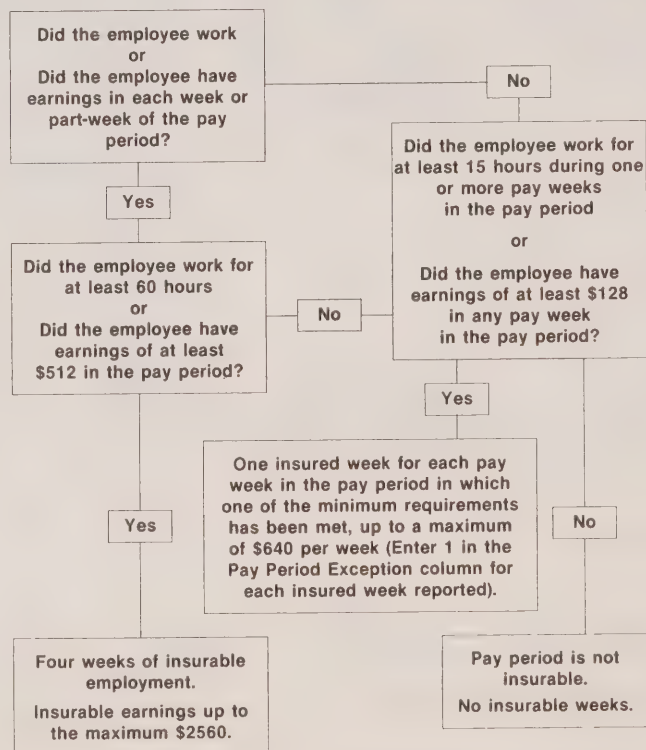 Did the employee work
or
Did the employee have
earnings in each week or
part-week of the pay
period?
No
Yes
Did the employee work for
at least 15 hours during one
or more pay weeks
in the pay period
or
Did the employee have
earnings of at least $128
in any pay week
in the pay period?
Did the employee work for
at least 60 hours
or
Did the employee have
earnings of at least
$512 in the pay period?
No
Yes
One insured week for each pay
week in the pay period in which
one of the minimum requirements
has been met, up to a maximum
of $640 per week (Enter 1 in the
Pay Period Exception column for
each insured week reported).
Yes
No
Four weeks of insurable
employment.
Insurable earnings up to
the maximum $2560.
Pay period is not
insurable.
No insurable weeks.